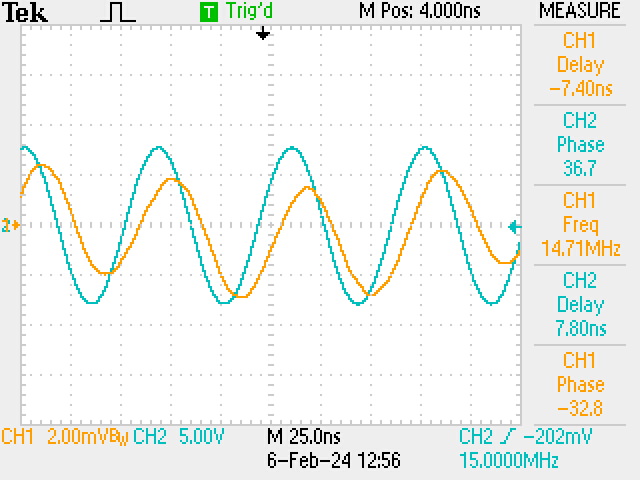 Tek T Trig'd M Pos: 4.000ns MEASURE
CH1
Delay
−7.40ns
CH2
Phase
36.7
CH1
Freq
14.71MHz
CH2
Delay
7.80ns
CH1
Phase
−32.8
2
CH1 2.00mVBw CH2 5.00V M 25.0ns CH2 −202mV
6-Feb-24 12:56 15.0000MHz